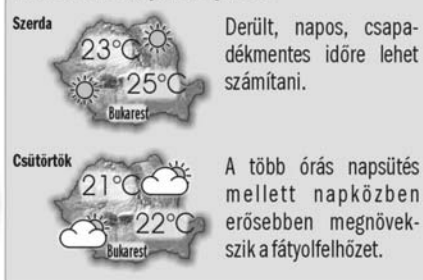 Szerda
23°C
25°C
Bukarest
Derült, napos, csapa-
dékmentes időre lehet
számítani.
Csütörtök
21°C
22°C
Bukarest
A több órás napsütés
mellett napközben
erősebben megnövek-
szik a fátyolfelhőzet.